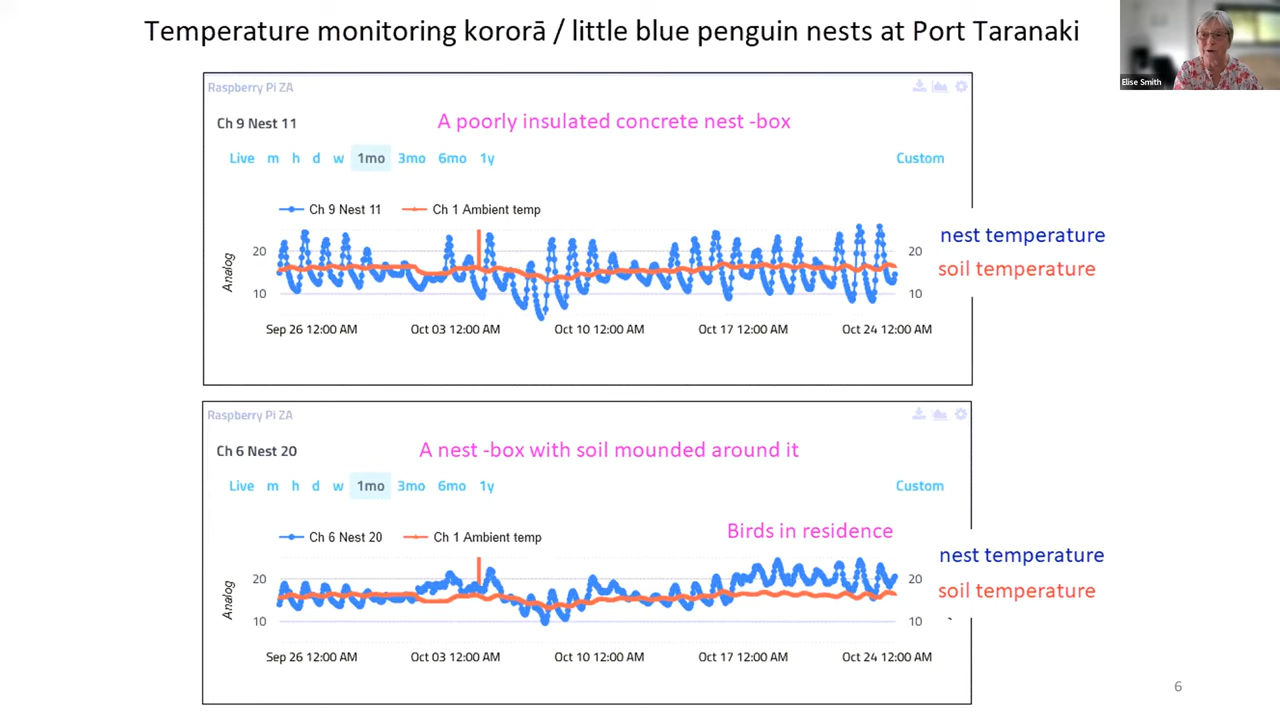 Temperature monitoring kororā / little blue penguin nests at Port Taranaki
Elise Smith
Raspberry Pi ZA
Ch 9 Nest 11
A poorly insulated concrete nest -box
Live m h d w 1mo 3mo 6mo 1y Custom
Ch 9 Nest 11 Ch 1 Ambient temp
Analog
20 20
10 10
nest temperature
soil temperature
Sep 26 12:00 AM Oct 03 12:00 AM Oct 10 12:00 AM Oct 17 12:00 AM Oct 24 12:00 AM
Raspberry Pi ZA
Ch 6 Nest 20
A nest -box with soil mounded around it
Live m h d w 1mo 3mo 6mo 1y Custom
Birds in residence
Ch 6 Nest 20 Ch 1 Ambient temp
Analog
20 20
10 10
nest temperature
soil temperature
Sep 26 12:00 AM Oct 03 12:00 AM Oct 10 12:00 AM Oct 17 12:00 AM Oct 24 12:00 AM
6